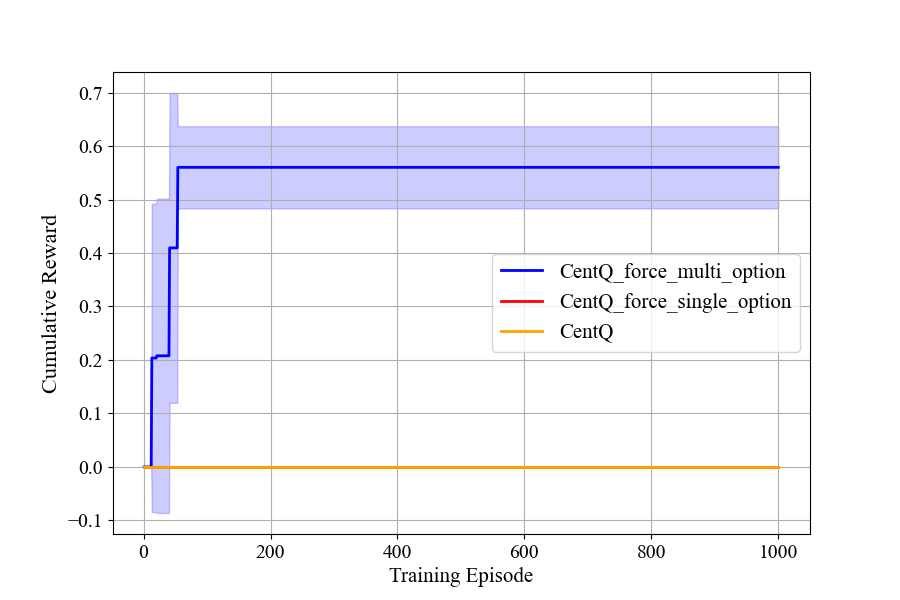 0.7
0.6
0.5
0.4
0.3
0.2
0.1
0.0
−0.1
Cumulative Reward
CentQ_force_multi_option
CentQ_force_single_option
CentQ
0 200 400 600 800 1000
Training Episode